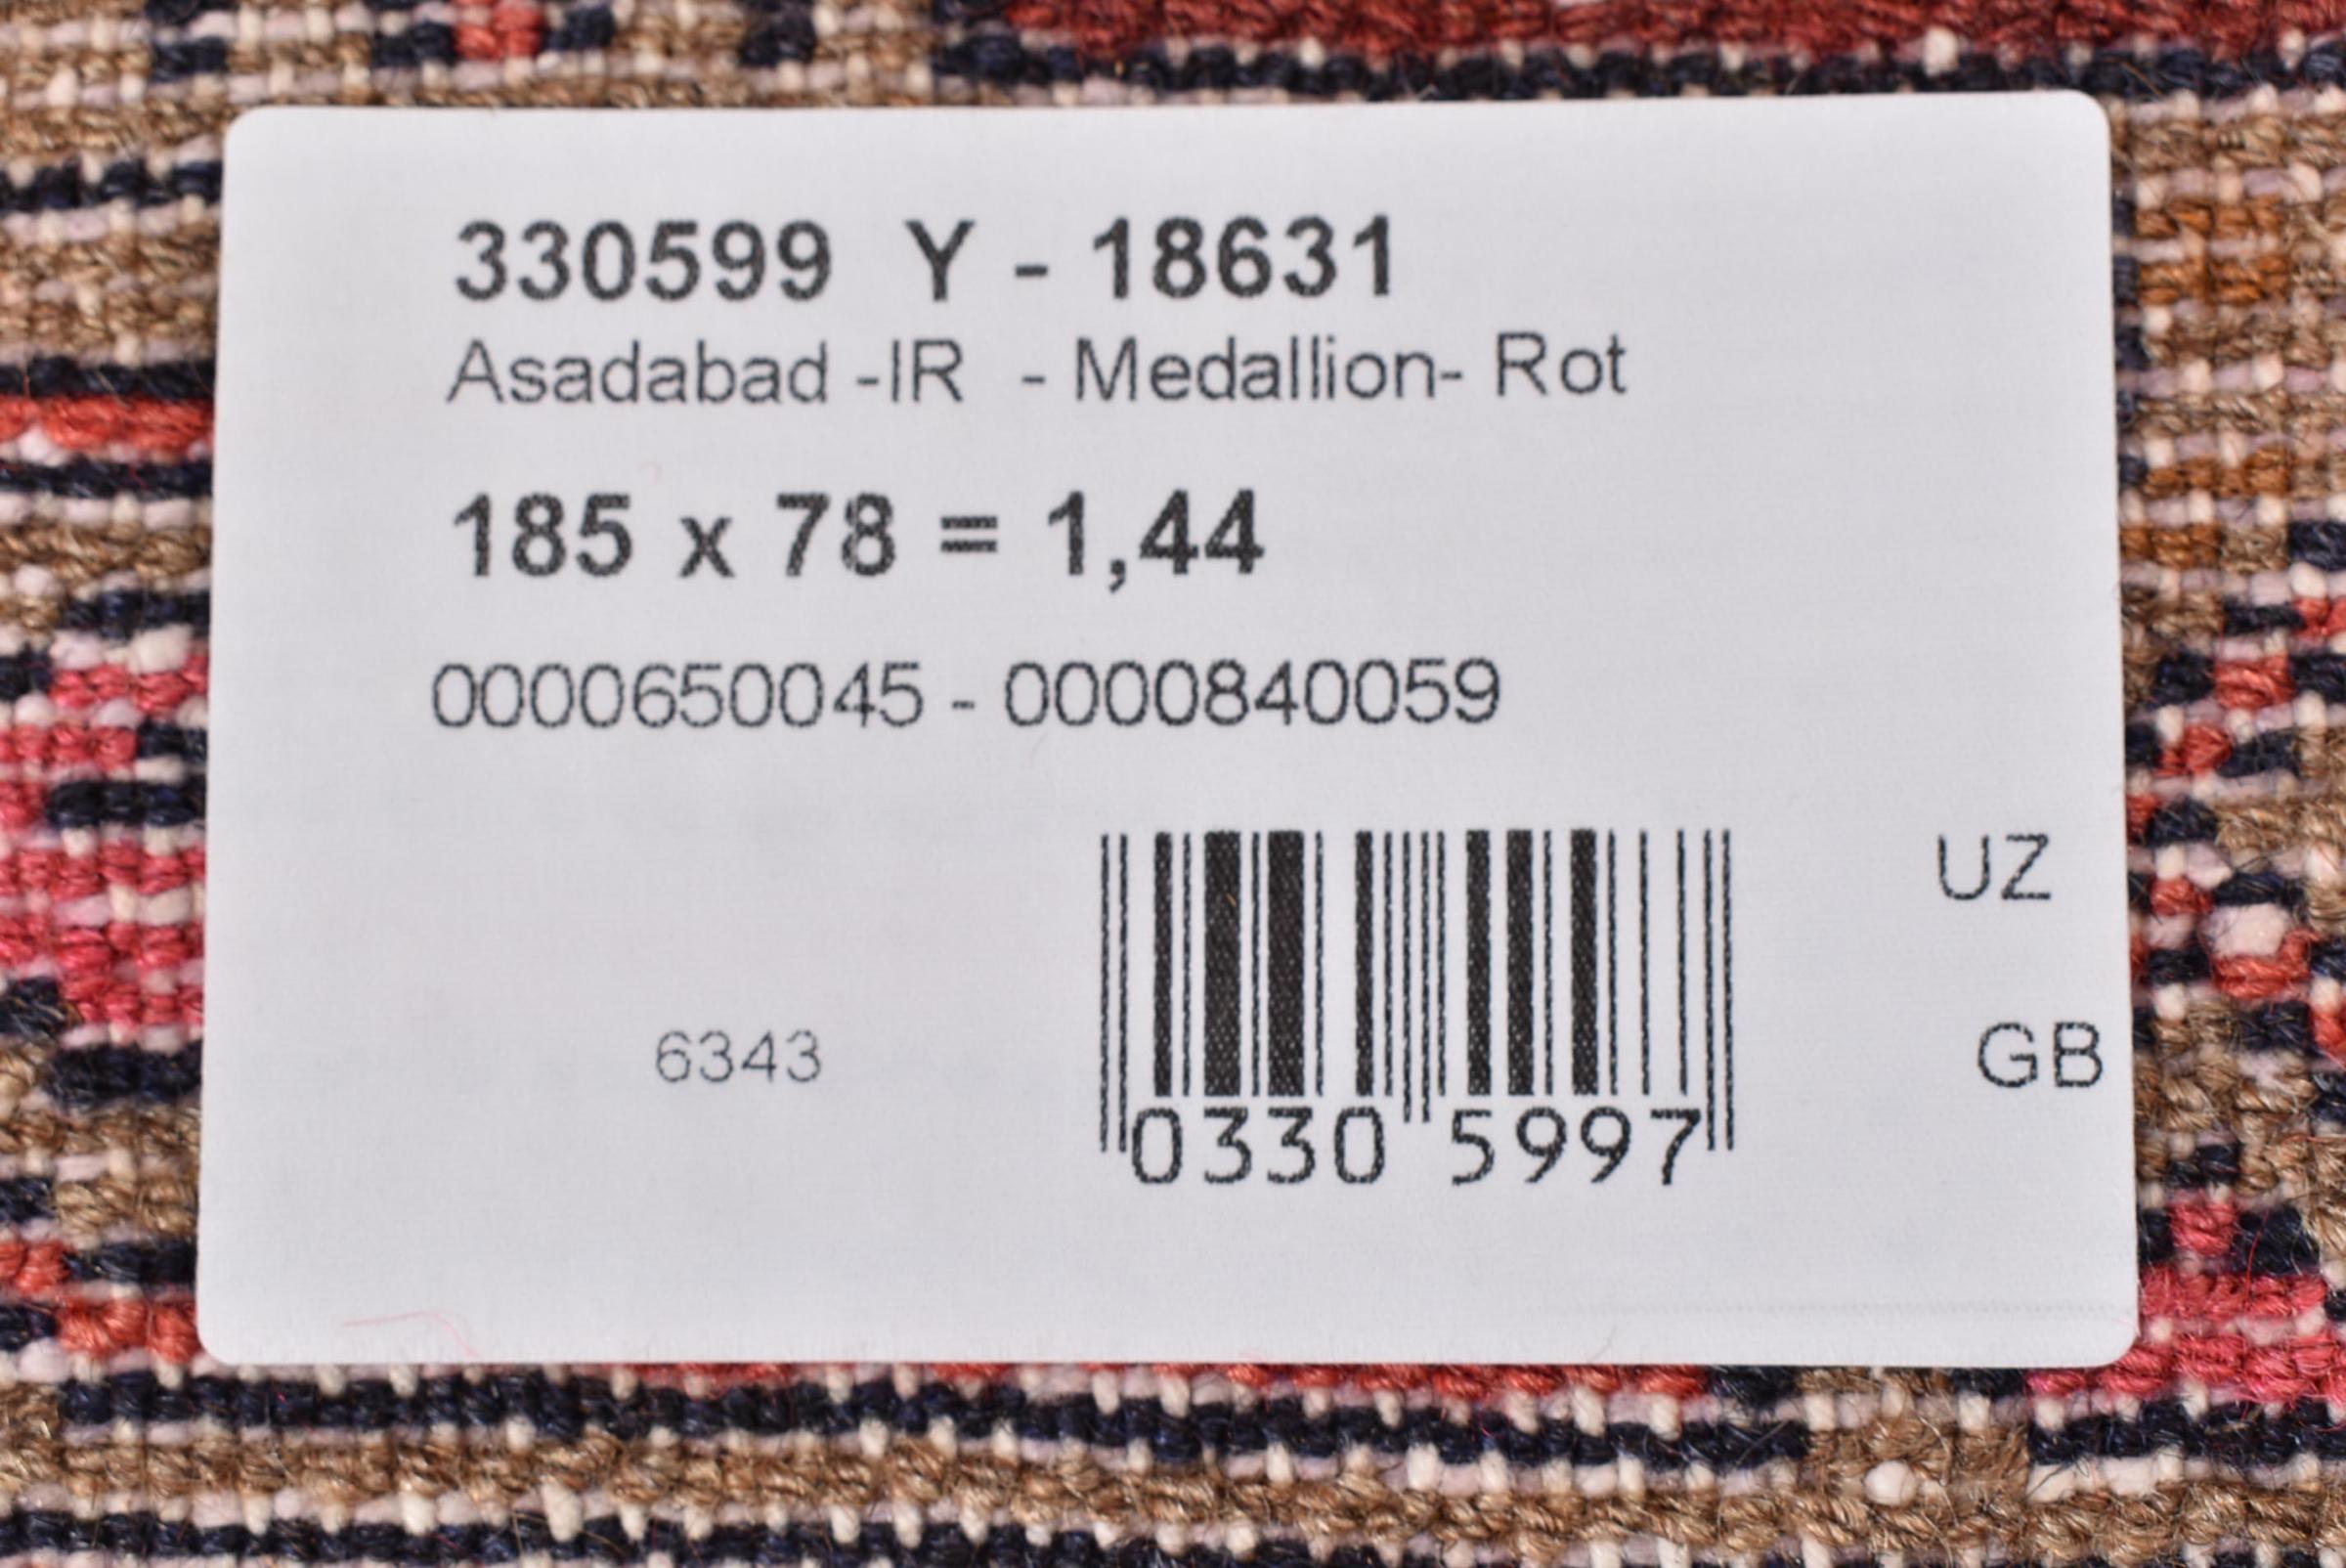 330599 Y - 18631
Asadabad -IR - Medallion- Rot
185 x 78 = 1,44
0000650045 - 0000840059
UZ
6343
GB
0330 5997